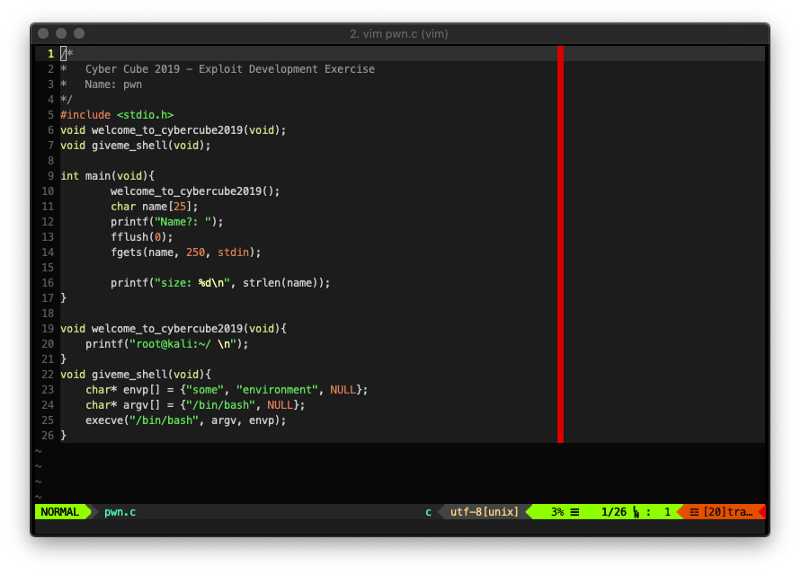 2. vim pwn.c (vim)
1 /*
2 *   Cyber Cube 2019 - Exploit Development Exercise
3 *   Name: pwn
4 */
5 #include <stdio.h>
6 void welcome_to_cybercube2019(void);
7 void giveme_shell(void);
8
9 int main(void){
10         welcome_to_cybercube2019();
11         char name[25];
12         printf("Name?: ");
13         fflush(0);
14         fgets(name, 250, stdin);
15
16         printf("size: %d\n", strlen(name));
17 }
18
19 void welcome_to_cybercube2019(void){
20     printf("root@kali:~/ \n");
21 }
22 void giveme_shell(void){
23     char* envp[] = {"some", "environment", NULL};
24     char* argv[] = {"/bin/bash", NULL};
25     execve("/bin/bash", argv, envp);
26 }
~
~
~
~
NORMAL pwn.c c utf-8[unix] 3% ☰ 1/26 ㏑ : 1 ☲ [20]tra…